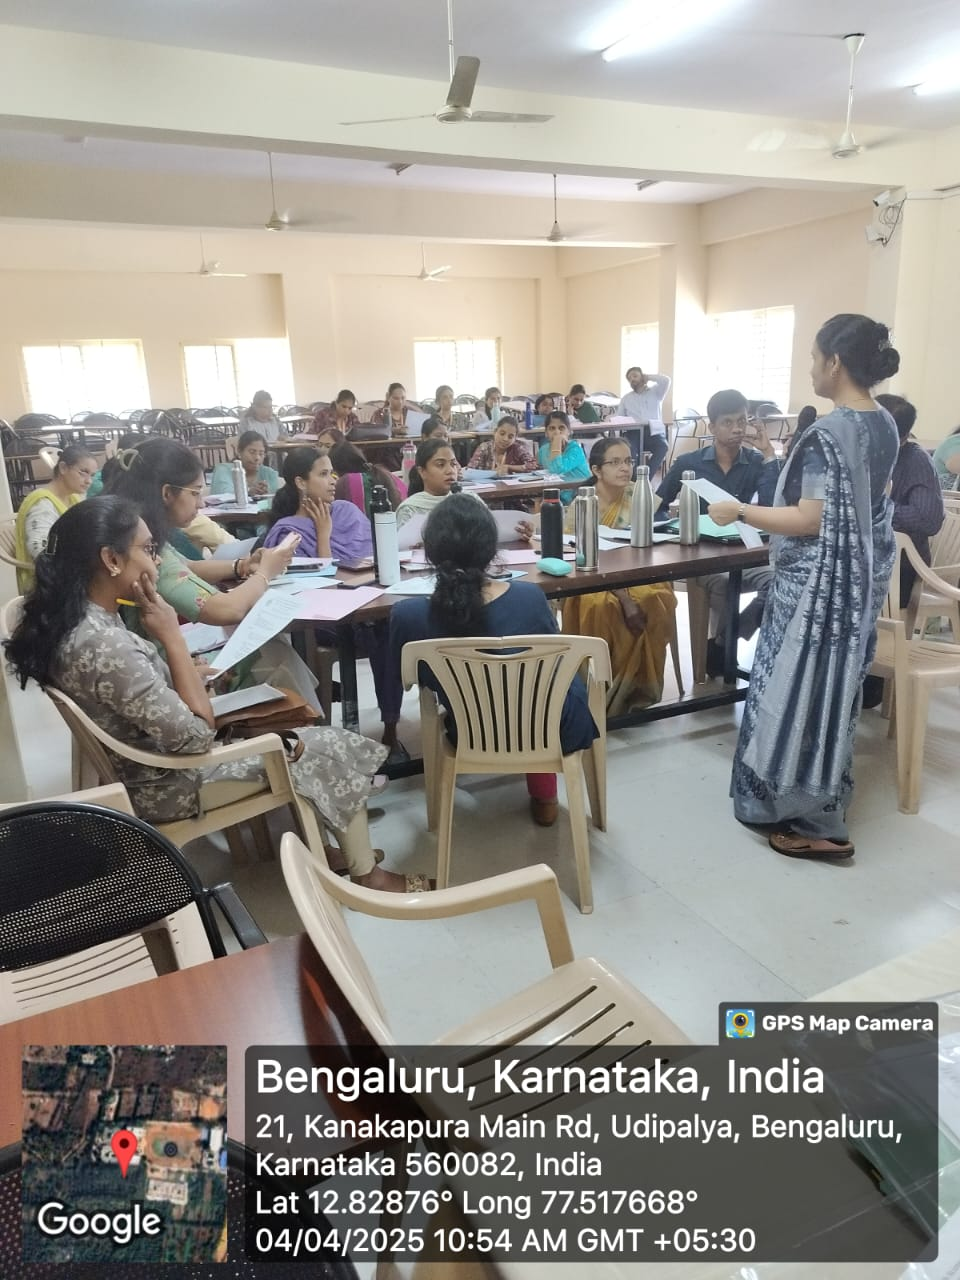 GPS Map Camera
Bengaluru, Karnataka, India
21, Kanakapura Main Rd, Udipalya, Bengaluru,
Karnataka 560082, India
Lat 12.82876° Long 77.517668°
04/04/2025 10:54 AM GMT +05:30
Google